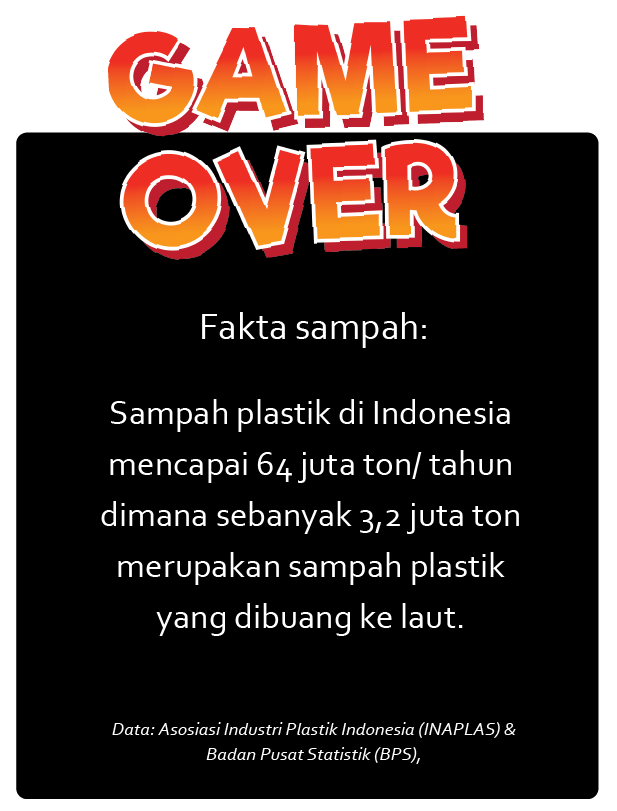 GAME
OVER
Fakta sampah:
Sampah plastik di Indonesia
mencapai 64 juta ton/ tahun
dimana sebanyak 3,2 juta ton
merupakan sampah plastik
yang dibuang ke laut.
Data: Asosiasi Industri Plastik Indonesia (INAPLAS) &
Badan Pusat Statistik (BPS),